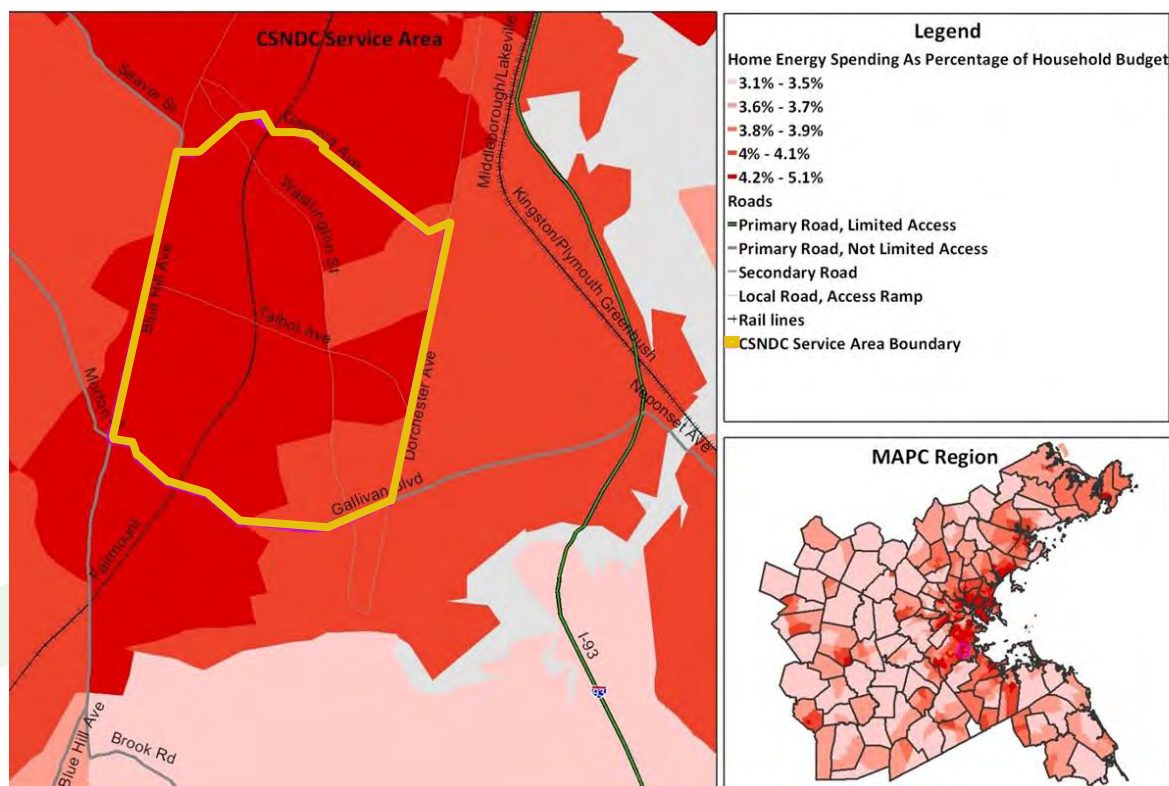 CSNDC Service Area
Seaver St
Middleborough/Lakeville
Washington St
Kingston/Plymouth Greenbush
Blue Hill Ave
Talbot Ave
Morton
Dorchester Ave
Neponset Ave
Gallivan Blvd
Fairmount
I-93
93
Blue Hill Ave
Brook Rd
Legend
Home Energy Spending As Percentage of Household Budget
3.1% - 3.5%
3.6% - 3.7%
3.8% - 3.9%
4% - 4.1%
4.2% - 5.1%
Roads
Primary Road, Limited Access
Primary Road, Not Limited Access
Secondary Road
Local Road, Access Ramp
Rail lines
CSNDC Service Area Boundary
MAPC Region